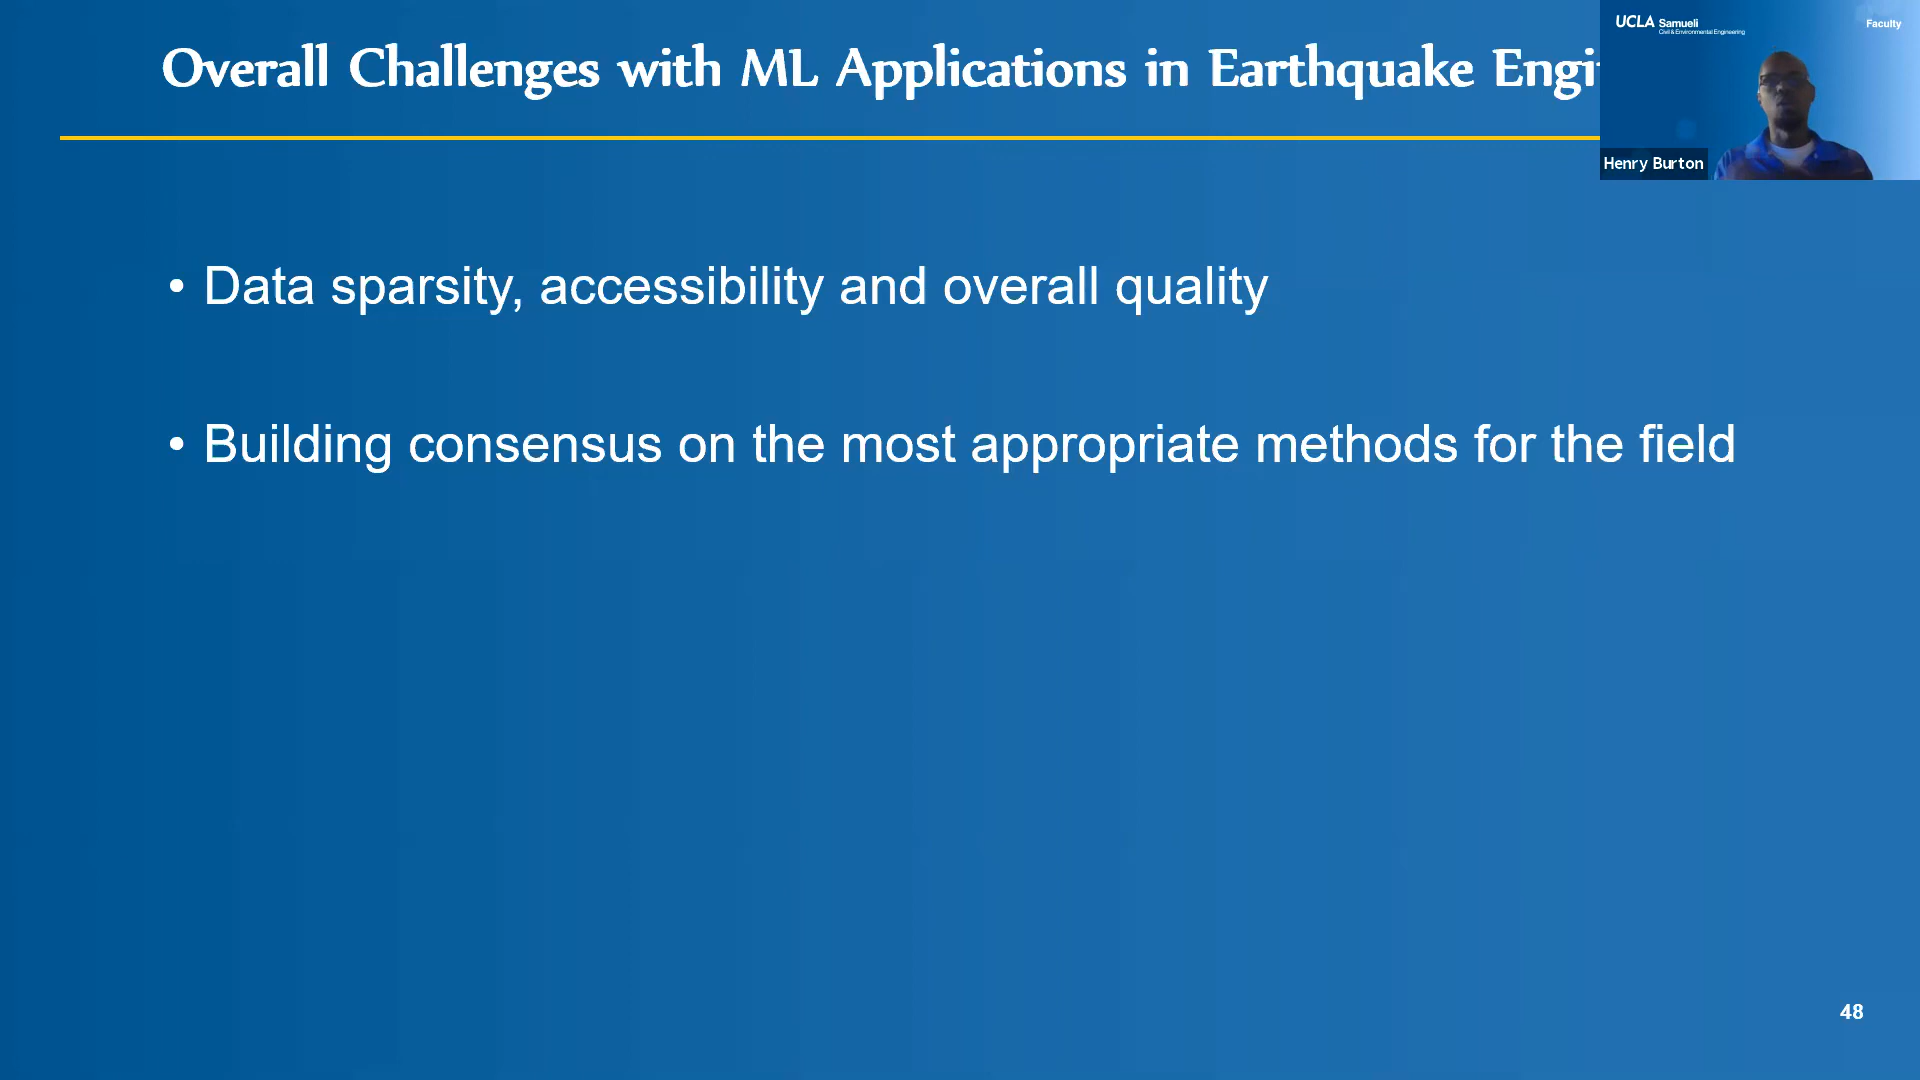 Overall Challenges with ML Applications in Earthquake Engi
UCLA Samueli
Civil & Environmental Engineering
Faculty
Henry Burton
• Data sparsity, accessibility and overall quality
• Building consensus on the most appropriate methods for the field
48